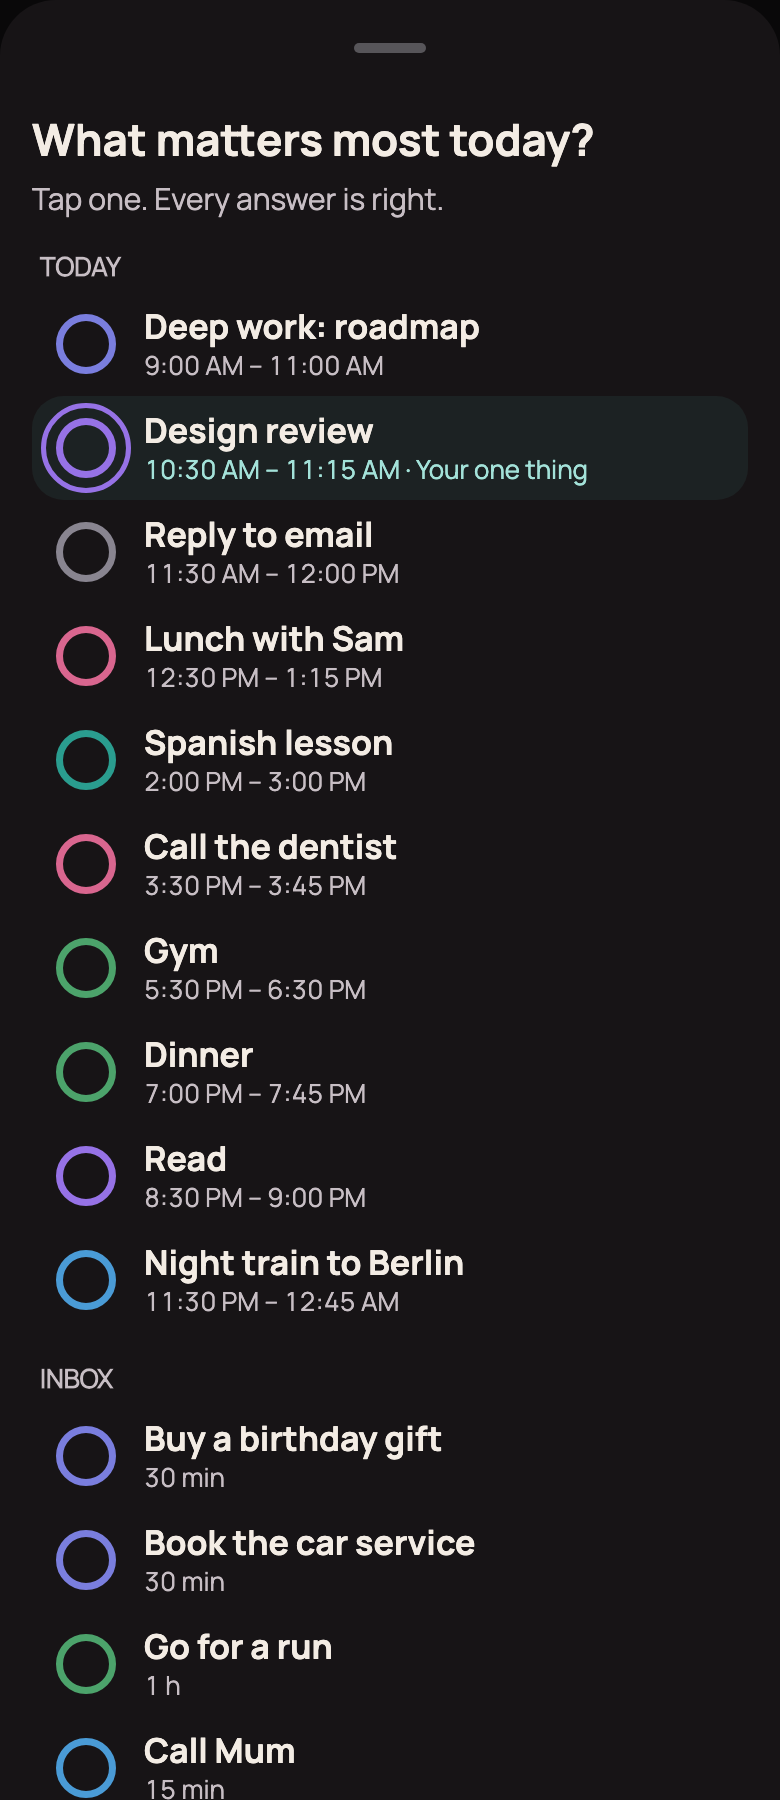 What matters most today?
Tap one. Every answer is right.
TODAY
Deep work: roadmap
9:00 AM – 11:00 AM
Design review
10:30 AM – 11:15 AM · Your one thing
Reply to email
11:30 AM – 12:00 PM
Lunch with Sam
12:30 PM – 1:15 PM
Spanish lesson
2:00 PM – 3:00 PM
Call the dentist
3:30 PM – 3:45 PM
Gym
5:30 PM – 6:30 PM
Dinner
7:00 PM – 7:45 PM
Read
8:30 PM – 9:00 PM
Night train to Berlin
11:30 PM – 12:45 AM
INBOX
Buy a birthday gift
30 min
Book the car service
30 min
Go for a run
1 h
Call Mum
15 min